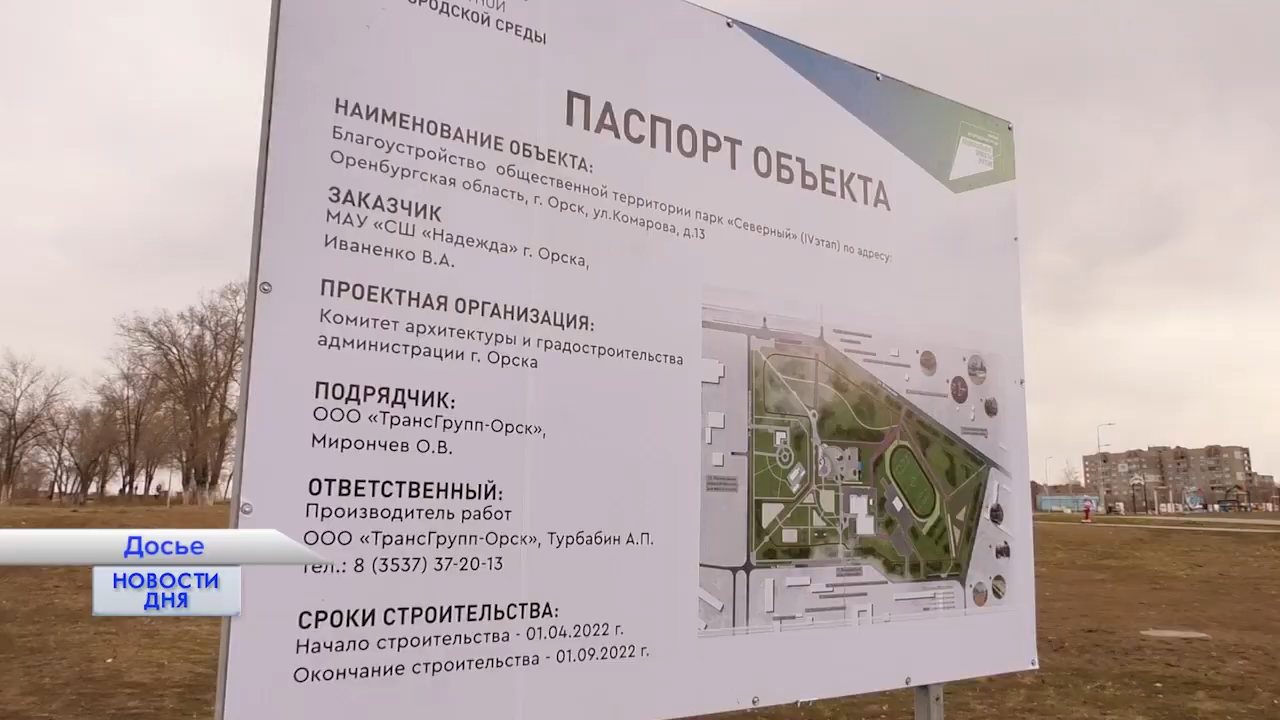 ГОРОДСКОЙ СРЕДЫ
ПАСПОРТ ОБЪЕКТА
НАИМЕНОВАНИЕ ОБЪЕКТА:
Благоустройство общественной территории парк «Северный» (IVэтап) по адресу:
Оренбургская область, г. Орск, ул.Комарова, д.13
ЗАКАЗЧИК
МАУ «СШ «Надежда» г. Орска,
Иваненко В.А.
ПРОЕКТНАЯ ОРГАНИЗАЦИЯ:
Комитет архитектуры и градостроительства
администрации г. Орска
ПОДРЯДЧИК:
ООО «ТрансГрупп-Орск»,
Мирончев О.В.
ОТВЕТСТВЕННЫЙ:
Производитель работ
ООО «ТрансГрупп-Орск», Турбабин А.П.
тел.: 8 (3537) 37-20-13
СРОКИ СТРОИТЕЛЬСТВА:
Начало строительства - 01.04.2022 г.
Окончание строительства - 01.09.2022 г.
Досье
НОВОСТИ
ДНЯ